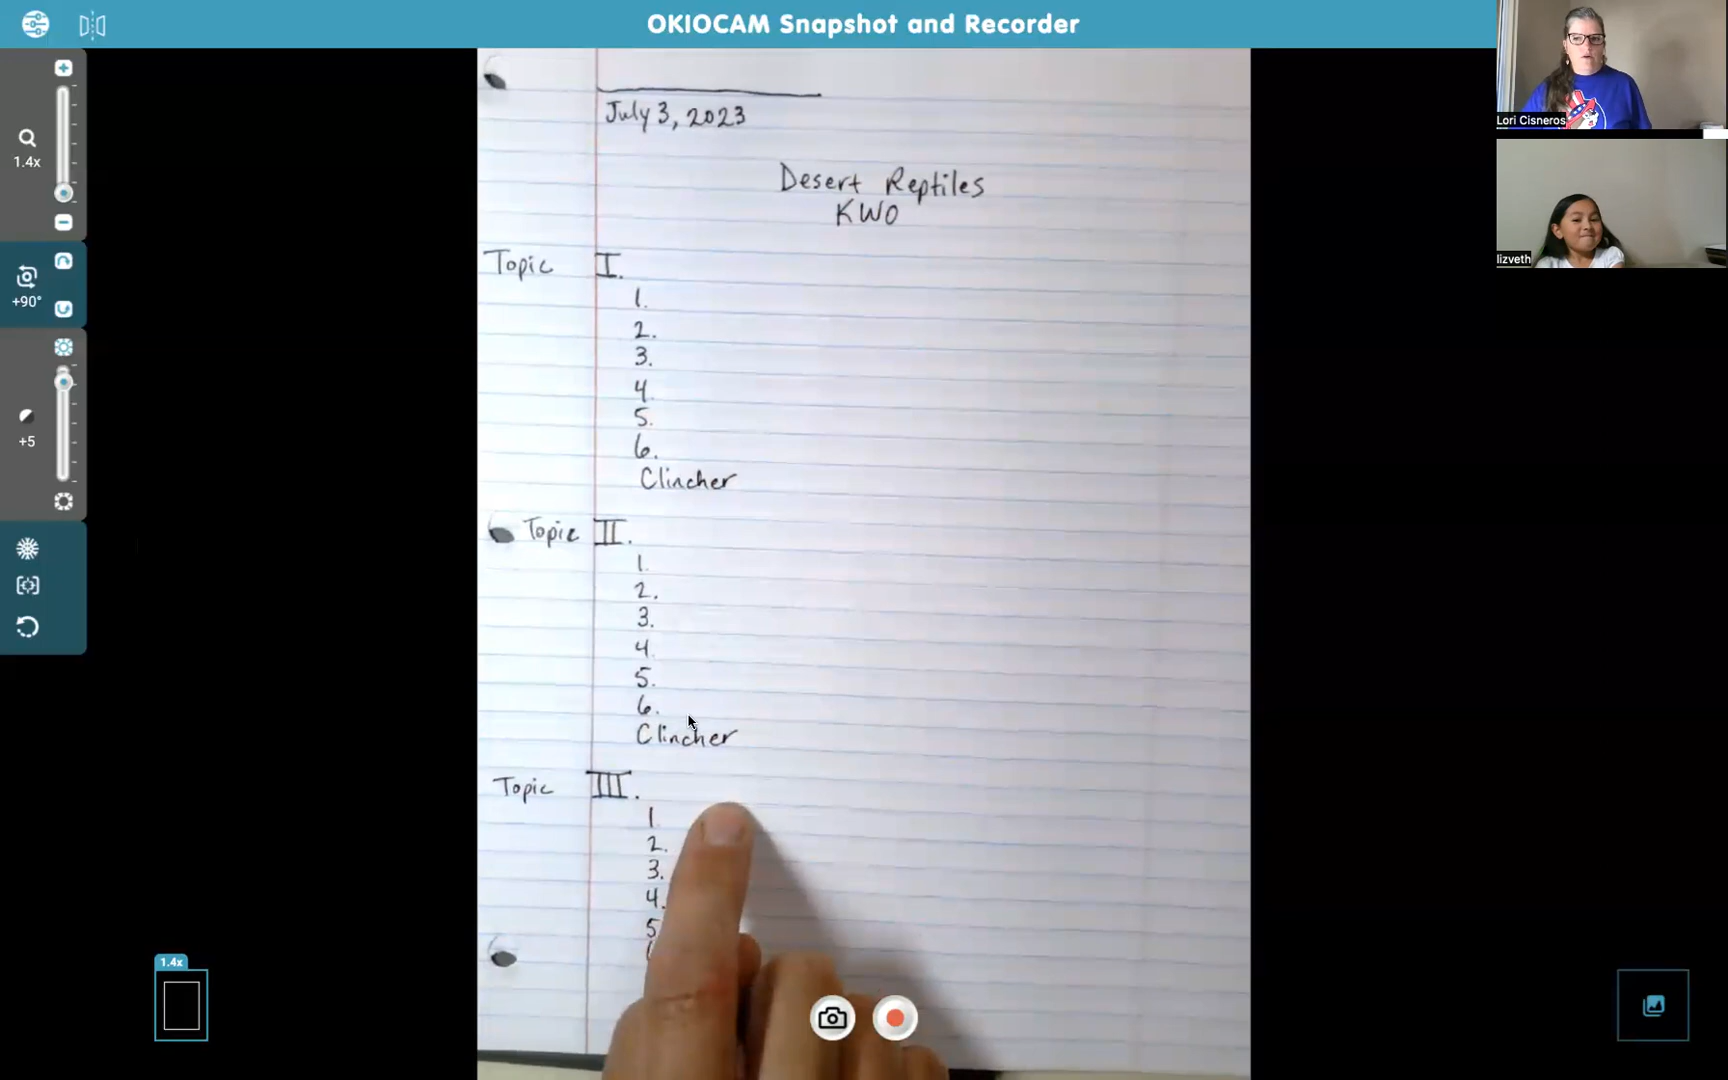 OKIOCAM Snapshot and Recorder
Lori Cisneros
lizveth
1.4x
+90°
+5
1.4x
July 3, 2023
Desert Reptiles
KWO
Topic I.
1.
2.
3.
4.
5.
6.
Clincher
Topic II.
1.
2.
3.
4.
5.
6.
Clincher
Topic III.
1.
2.
3.
4.
5